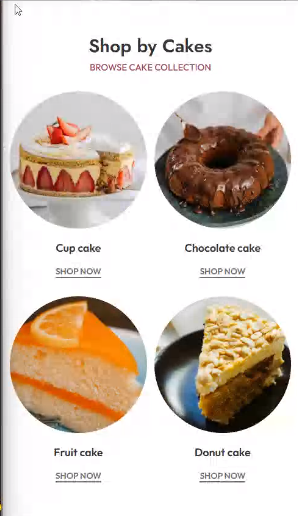 Shop by Cakes
BROWSE CAKE COLLECTION
Cup cake
Chocolate cake
SHOP NOW
SHOP NOW
Fruit cake
Donut cake
SHOP NOW
SHOP NOW